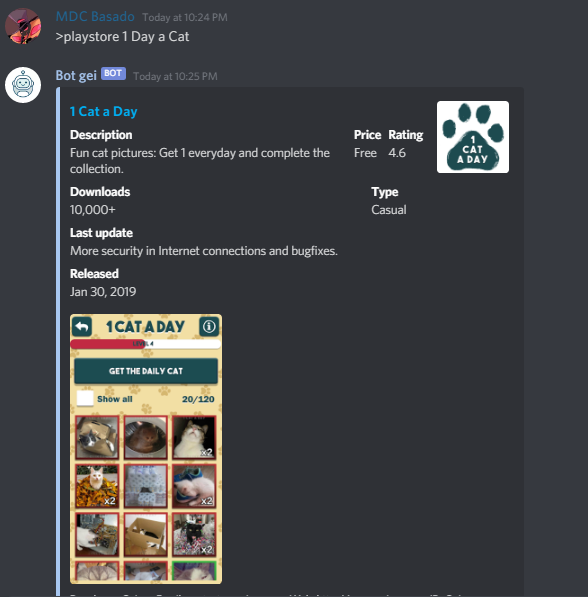 MDC Basado Today at 10:24 PM
>playstore 1 Day a Cat
Bot gei BOT Today at 10:25 PM
1 Cat a Day
Description Price Rating
Fun cat pictures: Get 1 everyday and complete the Free 4.6
collection.
1
CAT
A DAY
Downloads Type
10,000+ Casual
Last update
More security in Internet connections and bugfixes.
Released
Jan 30, 2019
1 CAT A DAY
LEVEL 4
GET THE DAILY CAT
Show all 20/120
x2
x2 x2
x2